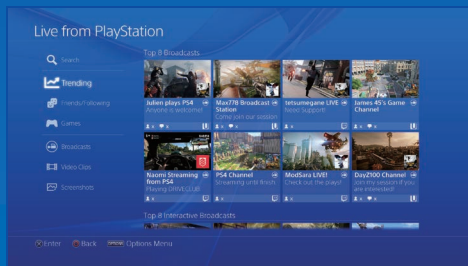 Live from PlayStation
Search
Trending
Friends/Following
Games
Broadcasts
Video Clips
Screenshots
Top 8 Broadcasts
Julien plays PS4
Anyone is welcome!
Max778 Broadcast Station
Come join our session
tetsumegane LIVE
Need Support!
James 45's Game Channel
Naomi Streaming from PS4
Playing DRIVECLUB
PS4 Channel
Streaming until finish
ModSara LIVE!
Check out me plays!
DayZ100 Channel
Join my session if you are interested!
Top 8 Interactive Broadcasts
Enter
Back
OPTIONS
Options Menu